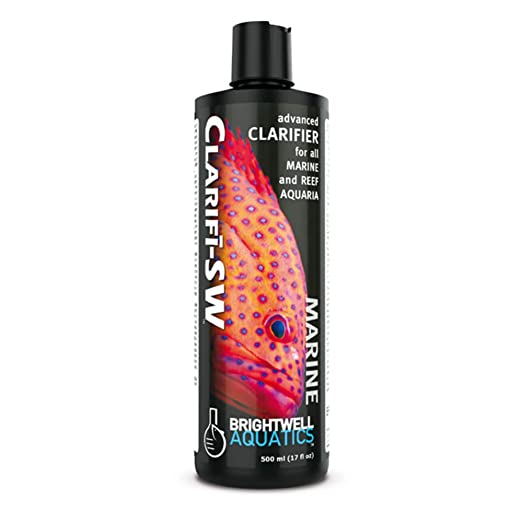 advanced
CLARIFIER
for all
MARINE
and REEF
AQUARIA
CLARIFI-SW
MARINE
BRIGHTWELL
AQUATICS
500 ml (17 fl oz)